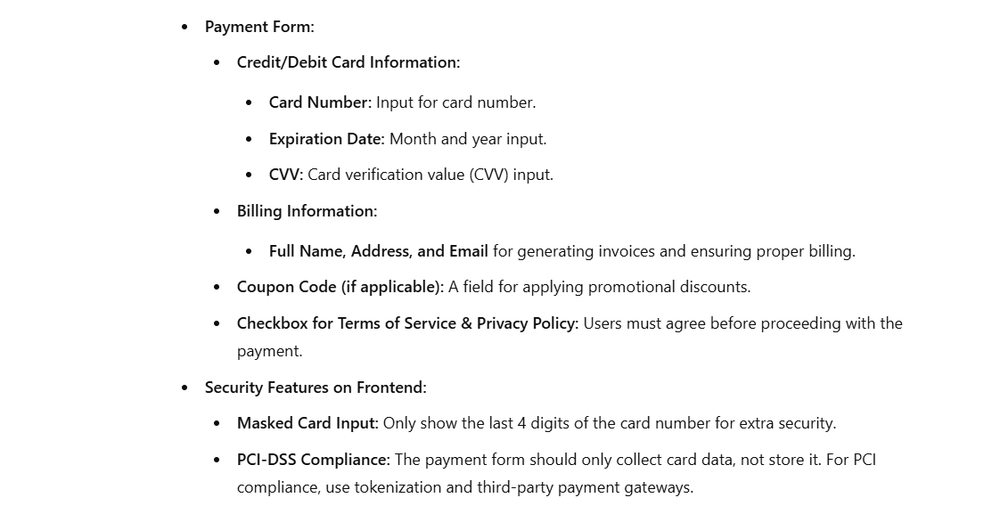 Payment Form:
Credit/Debit Card Information:
Card Number: Input for card number.
Expiration Date: Month and year input.
CVV: Card verification value (CVV) input.
Billing Information:
Full Name, Address, and Email for generating invoices and ensuring proper billing.
Coupon Code (if applicable): A field for applying promotional discounts.
Checkbox for Terms of Service & Privacy Policy: Users must agree before proceeding with the
payment.
Security Features on Frontend:
Masked Card Input: Only show the last 4 digits of the card number for extra security.
PCI-DSS Compliance: The payment form should only collect card data, not store it. For PCI
compliance, use tokenization and third-party payment gateways.